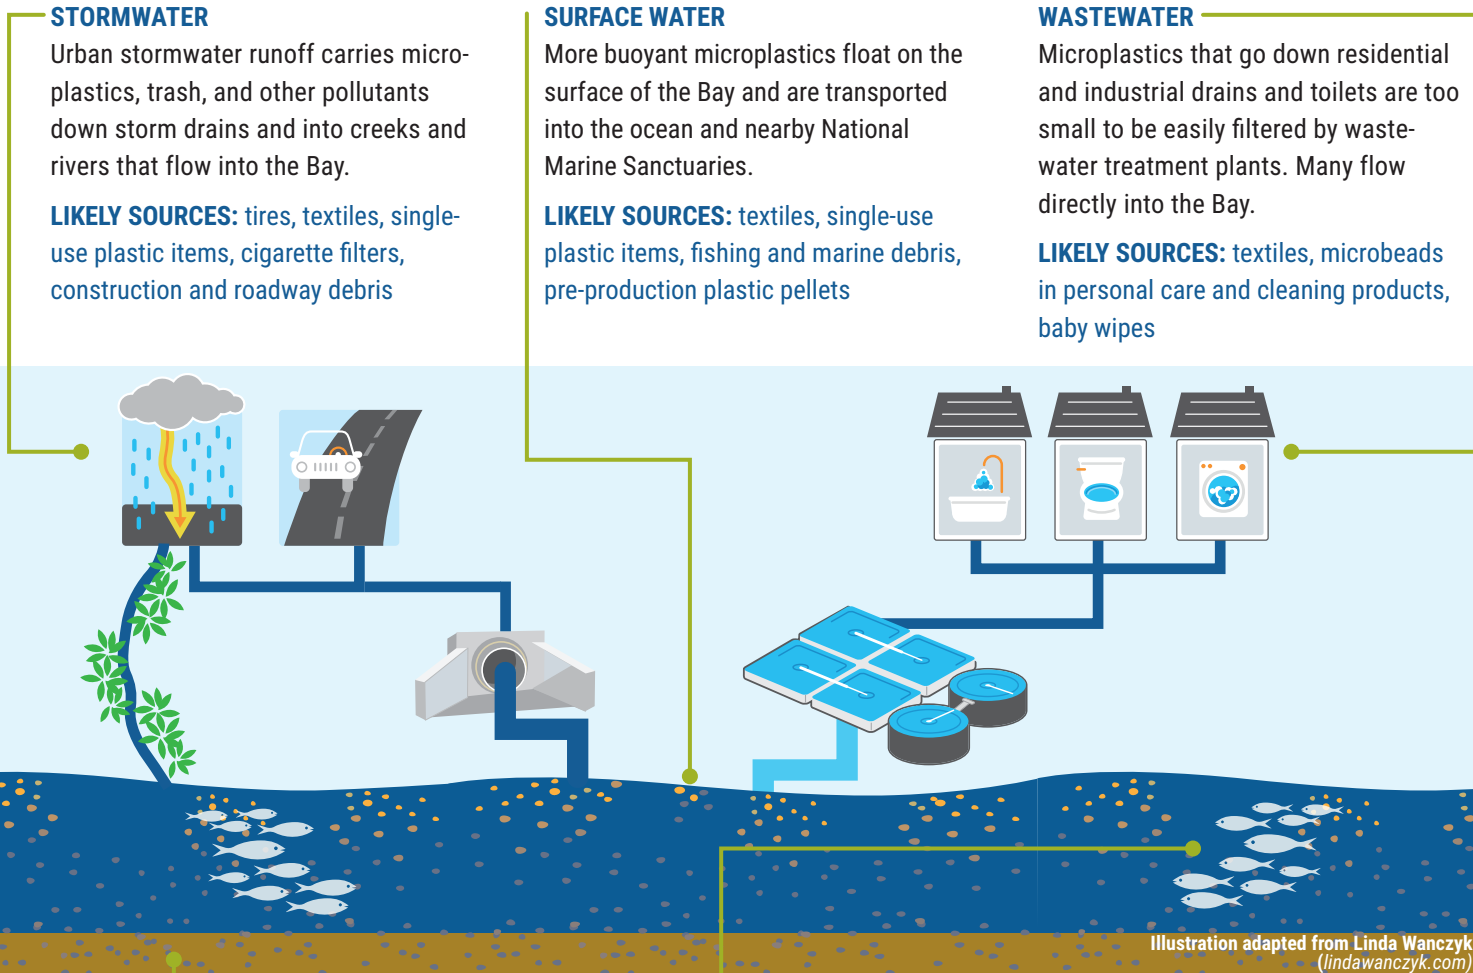 STORMWATER
Urban stormwater runoff carries micro-
plastics, trash, and other pollutants
down storm drains and into creeks and
rivers that flow into the Bay.
LIKELY SOURCES: tires, textiles, single-
use plastic items, cigarette filters,
construction and roadway debris
SURFACE WATER
More buoyant microplastics float on the
surface of the Bay and are transported
into the ocean and nearby National
Marine Sanctuaries.
LIKELY SOURCES: textiles, single-use
plastic items, fishing and marine debris,
pre-production plastic pellets
WASTEWATER
Microplastics that go down residential
and industrial drains and toilets are too
small to be easily filtered by waste-
water treatment plants. Many flow
directly into the Bay.
LIKELY SOURCES: textiles, microbeads
in personal care and cleaning products,
baby wipes
Illustration adapted from Linda Wanczyk
(lindawanczyk.com)